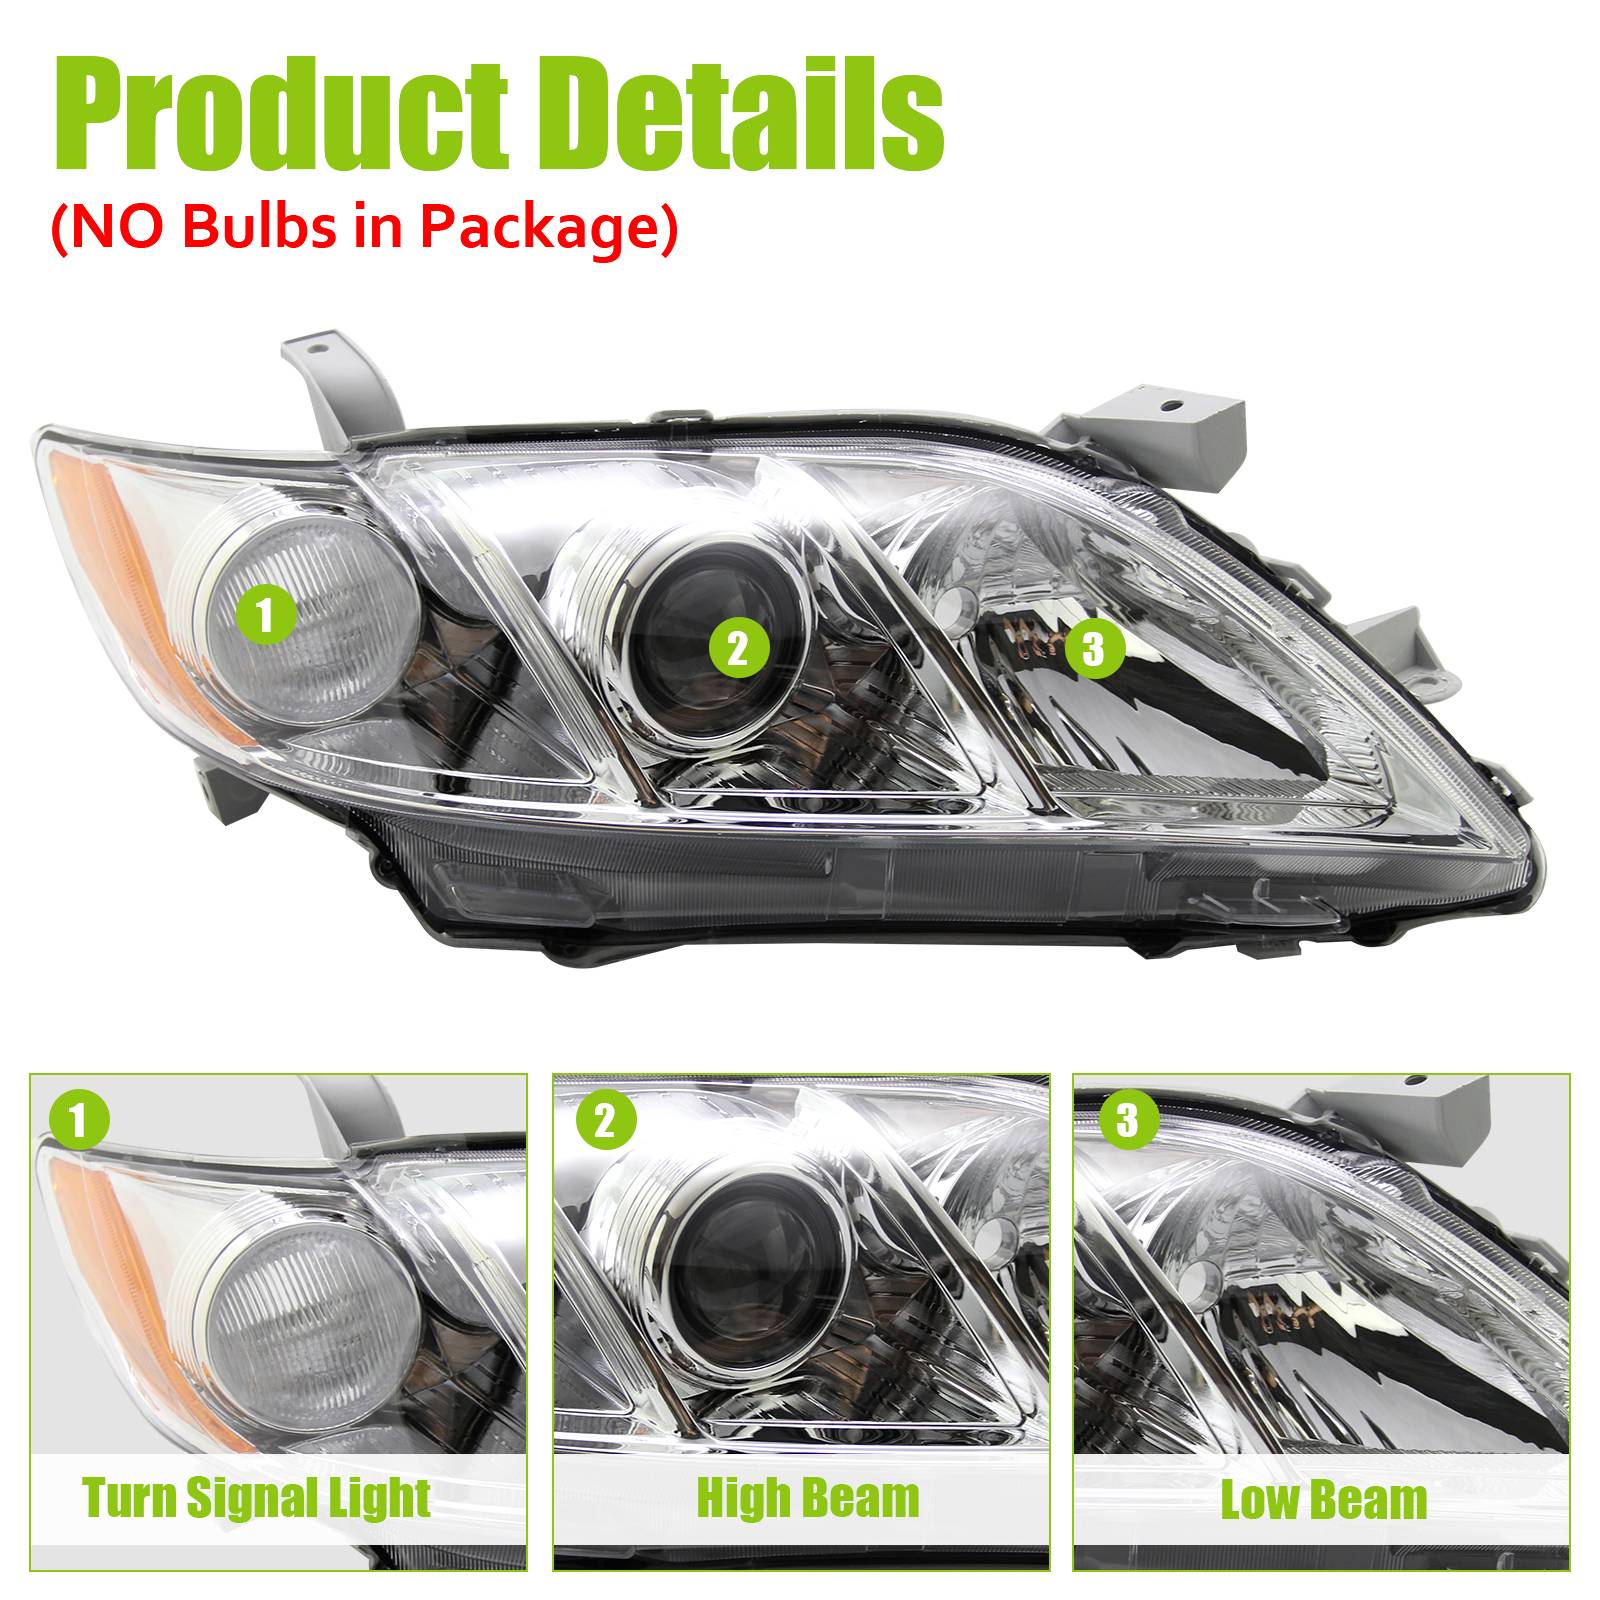 Product Details
(NO Bulbs in Package)
1
2
3
1
2
3
Turn Signal Light
High Beam
Low Beam